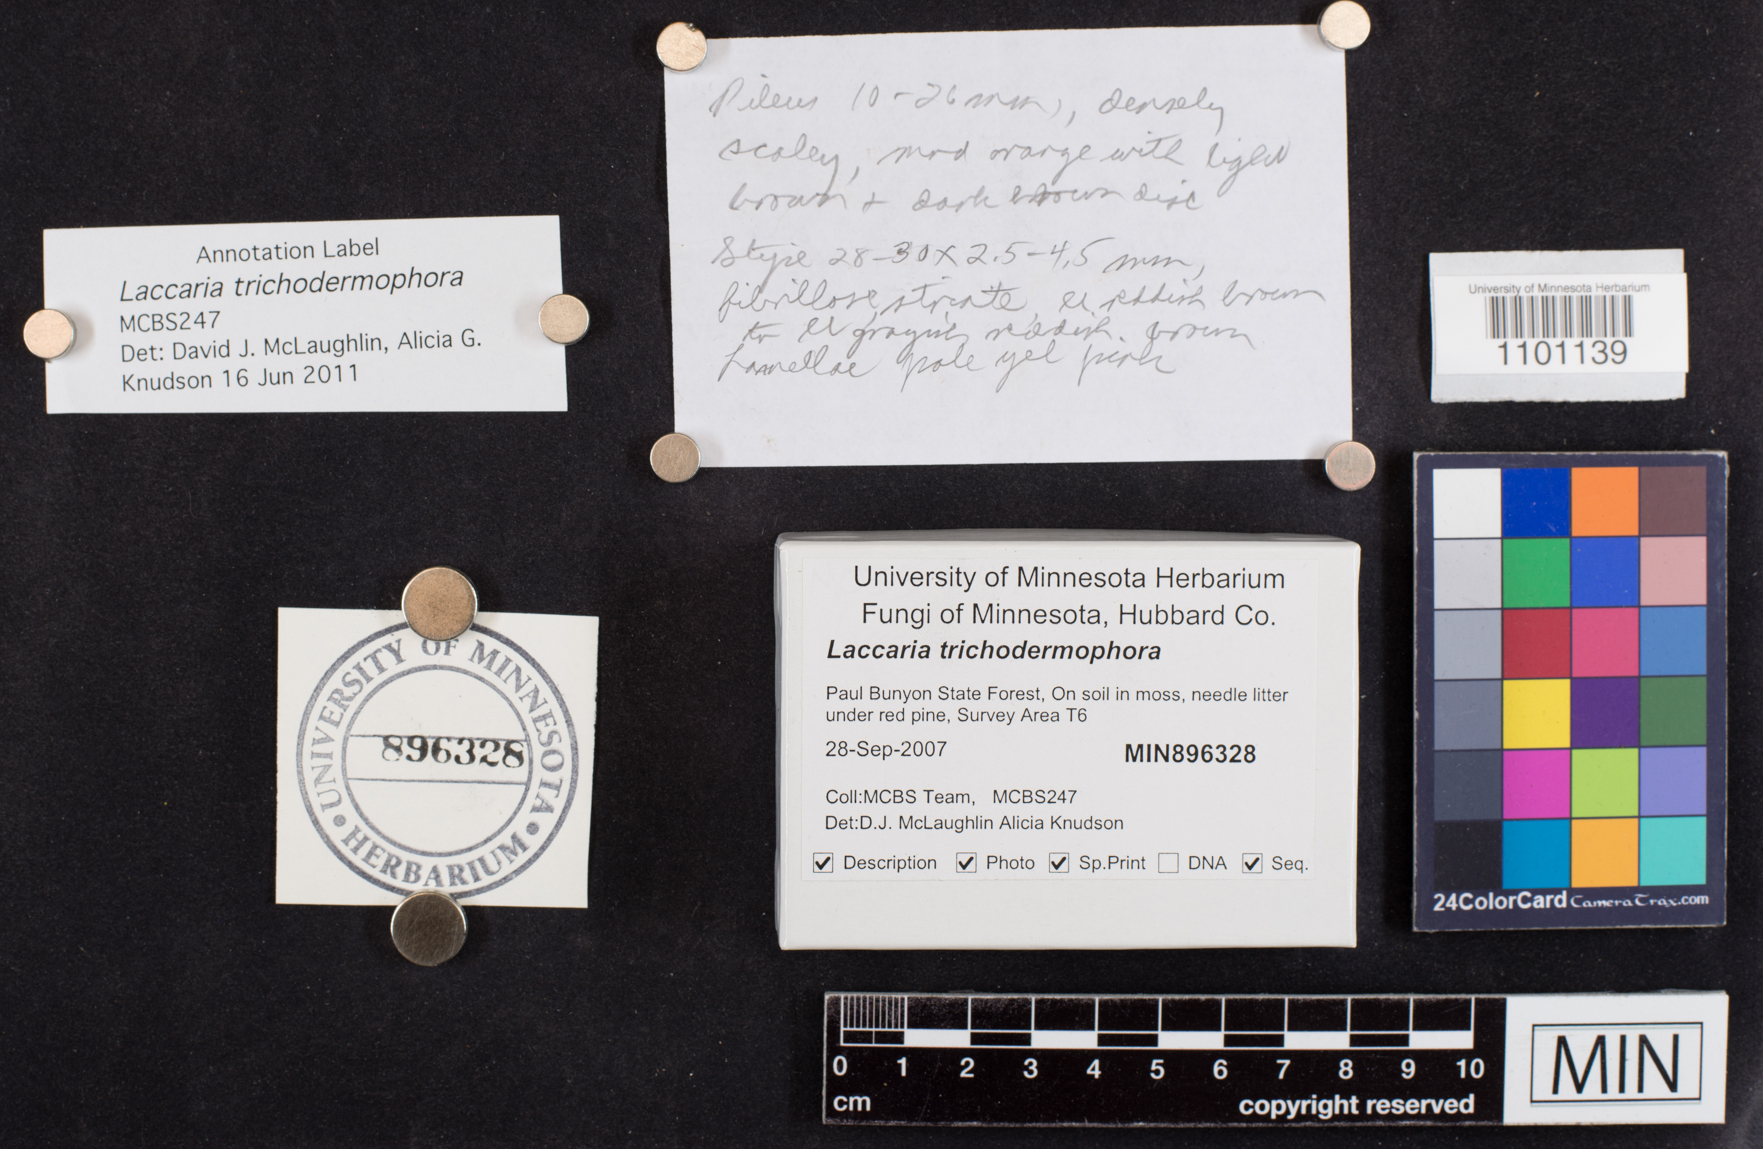 Pileus 10-26 mm, densely
scaley, mod orange with light
brown + dark brown disc
Stipe 28-30 x 2.5-4.5 mm,
fibrillose, striate, reddish brown
to grayish reddish brown
Lamellae pale yel pink
Annotation Label
Laccaria trichodermophora
MCBS247
Det: David J. McLaughlin, Alicia G.
Knudson 16 Jun 2011
University of Minnesota Herbarium
1101139
UNIVERSITY OF MINNESOTA
896328
HERBARIUM
University of Minnesota Herbarium
Fungi of Minnesota, Hubbard Co.
Laccaria trichodermophora
Paul Bunyon State Forest, On soil in moss, needle litter
under red pine, Survey Area T6
28-Sep-2007 MIN896328
Coll:MCBS Team, MCBS247
Det:D.J. McLaughlin Alicia Knudson
Description Photo Sp.Print DNA Seq.
24ColorCard CameraTrax.com
0 1 2 3 4 5 6 7 8 9 10
cm copyright reserved
MIN